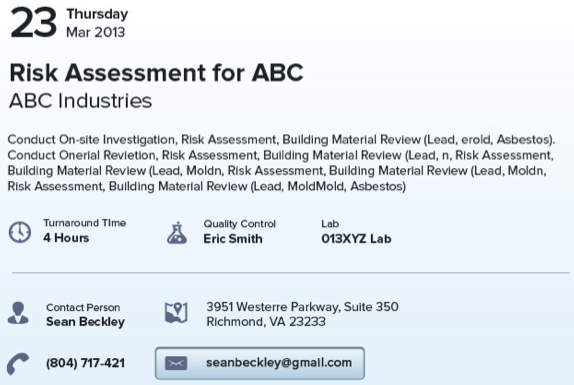 23 Thursday
Mar 2013
Risk Assessment for ABC
ABC Industries
Conduct On-site Investigation, Risk Assessment, Building Material Review (Lead, erold, Asbestos).
Conduct Onerial Revietion, Risk Assessment, Building Material Review (Lead, n, Risk Assessment,
Building Material Review (Lead, Moldn, Risk Assessment, Building Material Review (Lead, Moldn,
Risk Assessment, Building Material Review (Lead, MoldMold, Asbestos)
Turnaround TIme
4 Hours
Quality Control
Eric Smith
Lab
013XYZ Lab
Contact Person
Sean Beckley
3951 Westerre Parkway, Suite 350
Richmond, VA 23233
(804) 717-421
seanbeckley@gmall.com